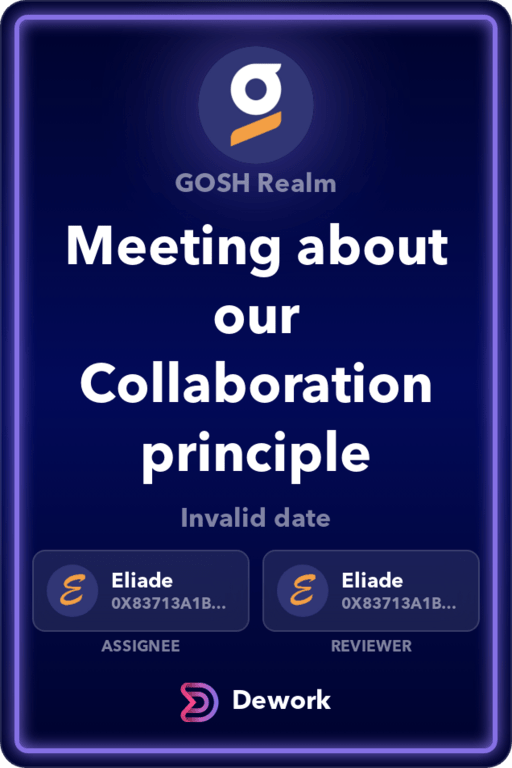 GOSH Realm
Meeting about
our
Collaboration
principle
Invalid date
Eliade
0X83713A1B...
ASSIGNEE
Eliade
0X83713A1B...
REVIEWER
Dework